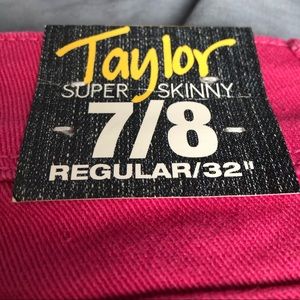 Taylor
SUPER SKINNY
7/8
REGULAR/32"